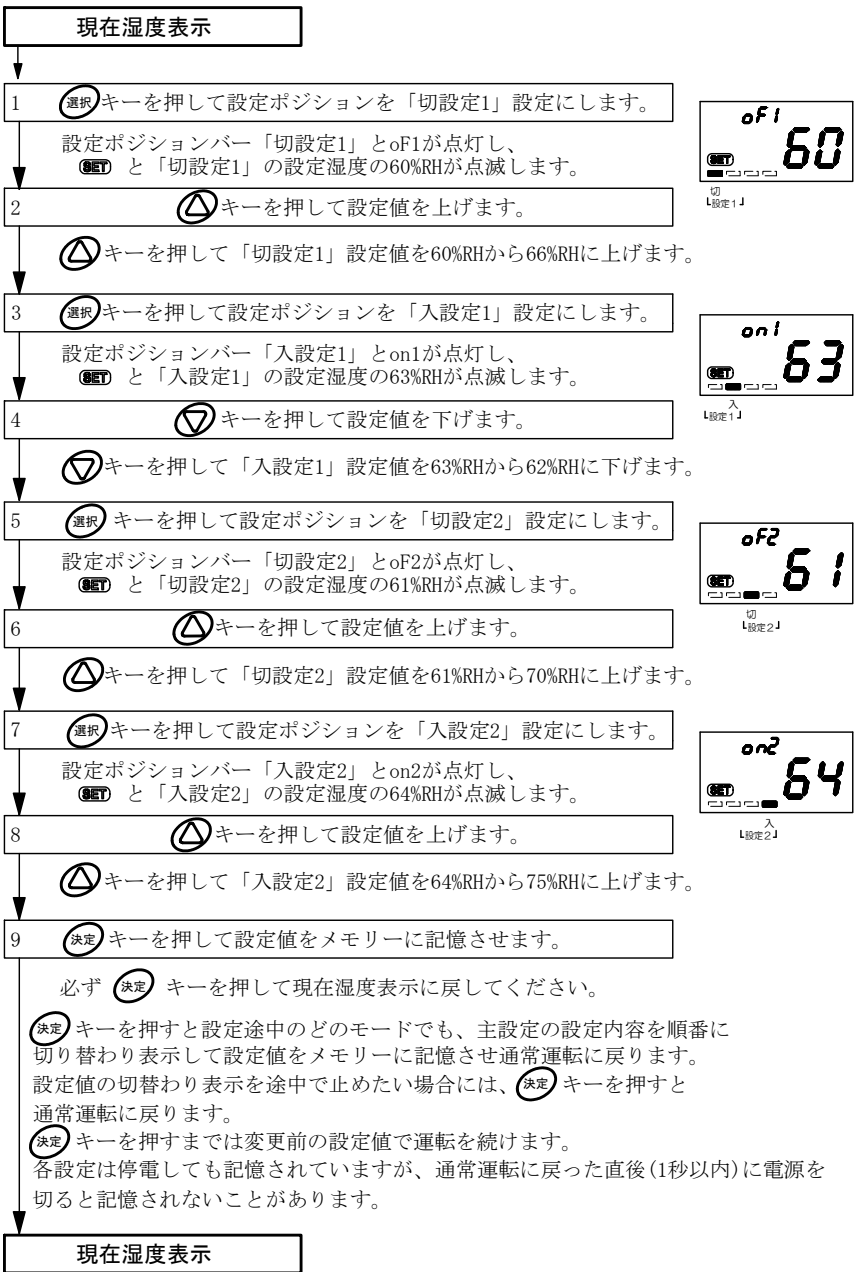 現在湿度表示
1 選択キーを押して設定ポジションを「切設定1」設定にします。
設定ポジションバー「切設定1」とoF1が点灯し、
SET と「切設定1」の設定湿度の60%RHが点滅します。
oF1
SET 60
切
設定1
2 △キーを押して設定値を上げます。
△キーを押して「切設定1」設定値を60%RHから66%RHに上げます。
3 選択キーを押して設定ポジションを「入設定1」設定にします。
設定ポジションバー「入設定1」とon1が点灯し、
SET と「入設定1」の設定湿度の63%RHが点滅します。
on1
SET 63
入
設定1
4 ▽キーを押して設定値を下げます。
▽キーを押して「入設定1」設定値を63%RHから62%RHに下げます。
5 選択 キーを押して設定ポジションを「切設定2」設定にします。
設定ポジションバー「切設定2」とoF2が点灯し、
SET と「切設定2」の設定湿度の61%RHが点滅します。
oF2
SET 61
切
設定2
6 △キーを押して設定値を上げます。
△キーを押して「切設定2」設定値を61%RHから70%RHに上げます。
7 選択キーを押して設定ポジションを「入設定2」設定にします。
設定ポジションバー「入設定2」とon2が点灯し、
SET と「入設定2」の設定湿度の64%RHが点滅します。
on2
SET 64
入
設定2
8 △キーを押して設定値を上げます。
△キーを押して「入設定2」設定値を64%RHから75%RHに上げます。
9 決定キーを押して設定値をメモリーに記憶させます。
必ず 決定 キーを押して現在湿度表示に戻してください。
決定キーを押すと設定途中のどのモードでも、主設定の設定内容を順番に
切り替わり表示して設定値をメモリーに記憶させ通常運転に戻ります。
設定値の切替わり表示を途中で止めたい場合には、決定キーを押すと
通常運転に戻ります。
決定キーを押すまでは変更前の設定値で運転を続けます。
各設定は停電しても記憶されていますが、通常運転に戻った直後(1秒以内)に電源を
切ると記憶されないことがあります。
現在湿度表示